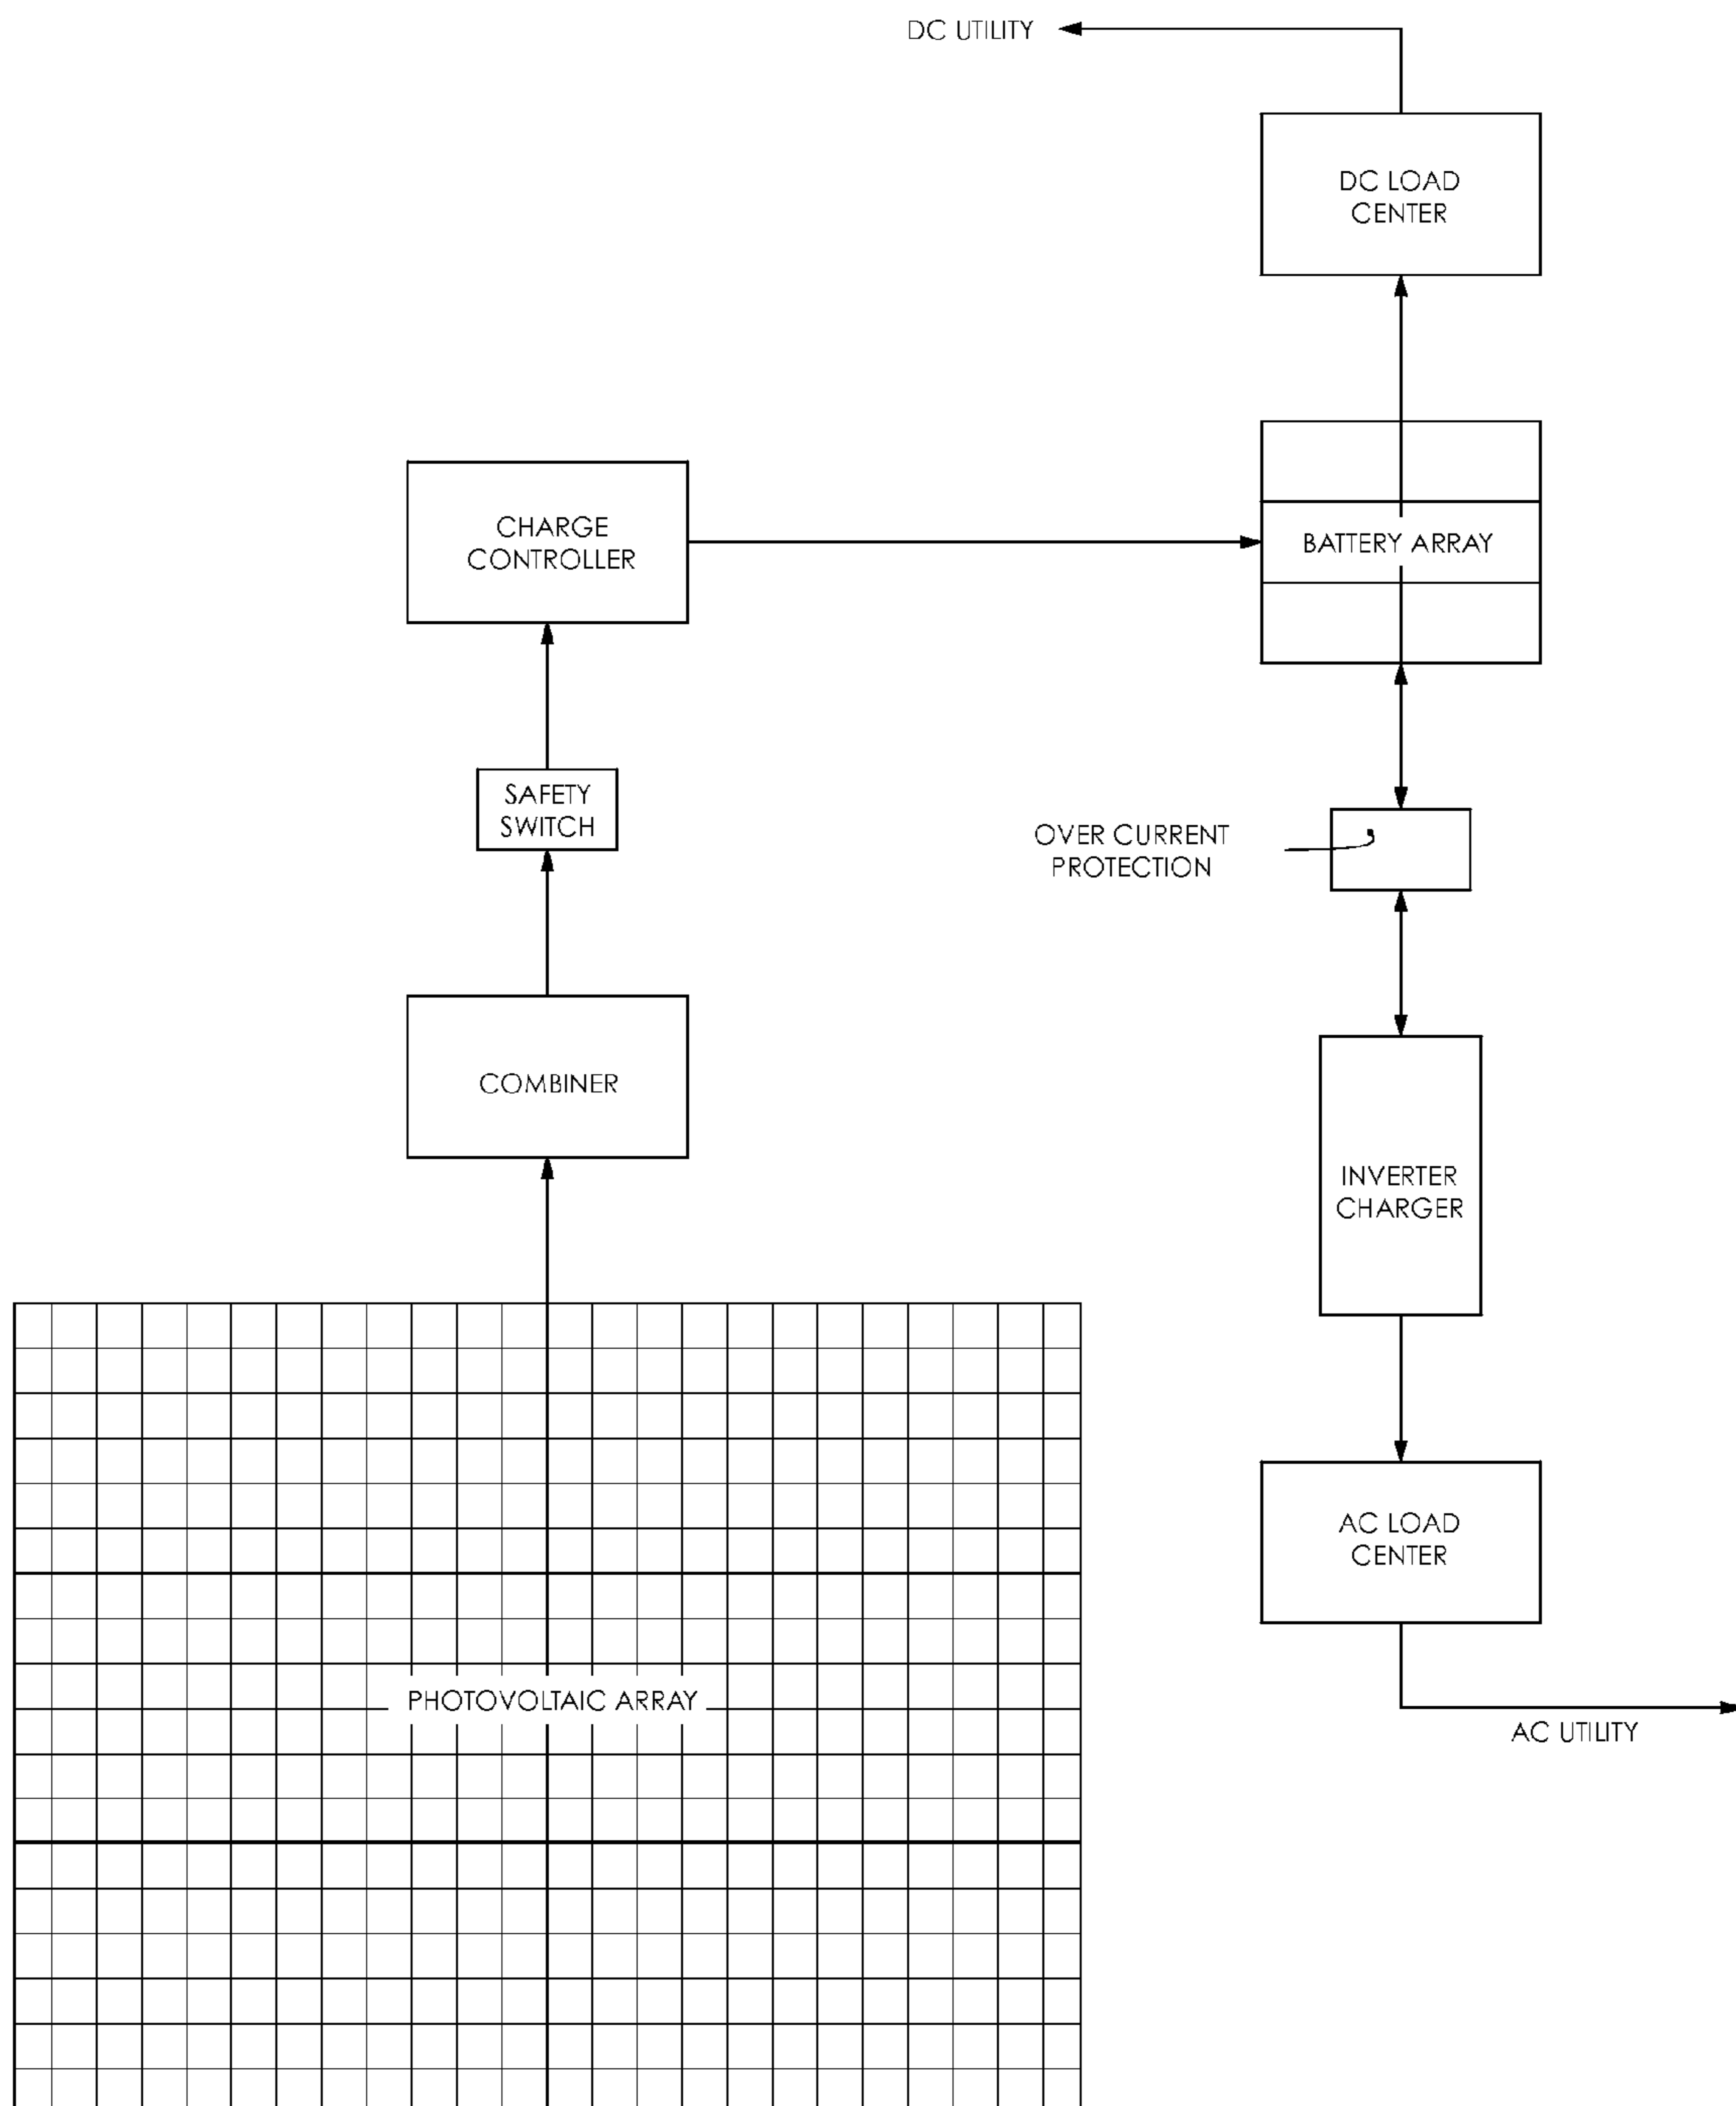 DC UTILITY
DC LOAD
CENTER
CHARGE
CONTROLLER
BATTERY ARRAY
SAFETY
SWITCH
OVER CURRENT
PROTECTION
COMBINER
INVERTER
CHARGER
AC LOAD
CENTER
PHOTOVOLTAIC ARRAY
AC UTILITY